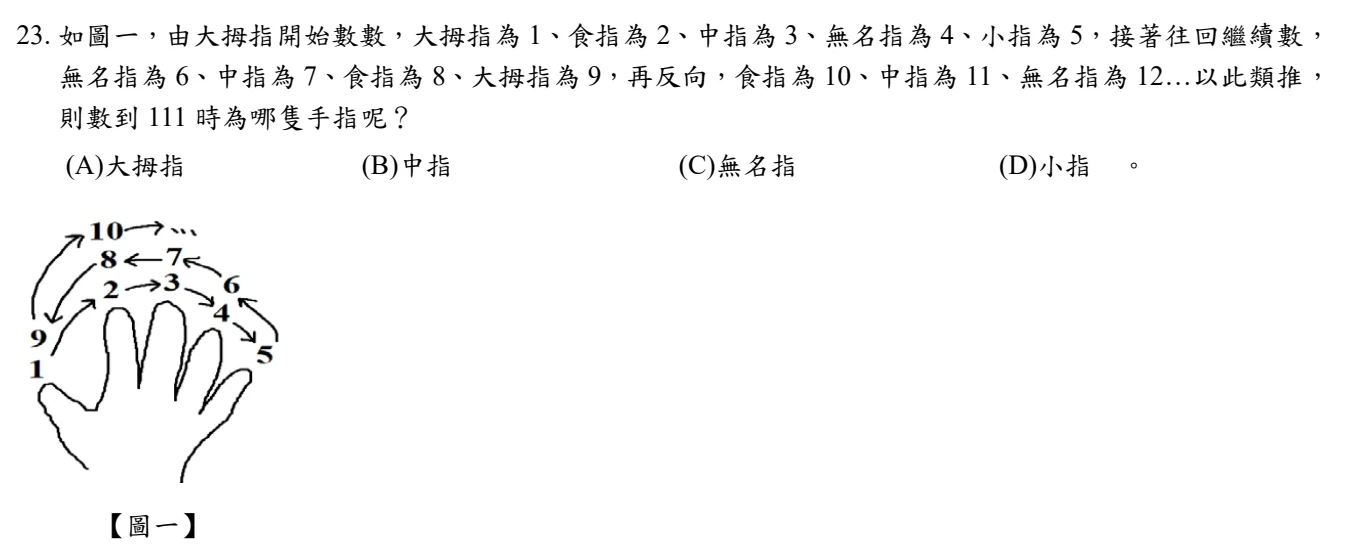 23. 如圖一，由大拇指開始數數，大拇指為 1、食指為 2、中指為 3、無名指為 4、小指為 5，接著往回繼續數，
無名指為 6、中指為 7、食指為 8、大拇指為 9，再反向，食指為 10、中指為 11、無名指為 12…以此類推，
則數到 111 時為哪隻手指呢？
(A)大拇指 (B)中指 (C)無名指 (D)小指 。
10 …
8 7
2 3 6
4
9 5
1
【圖一】